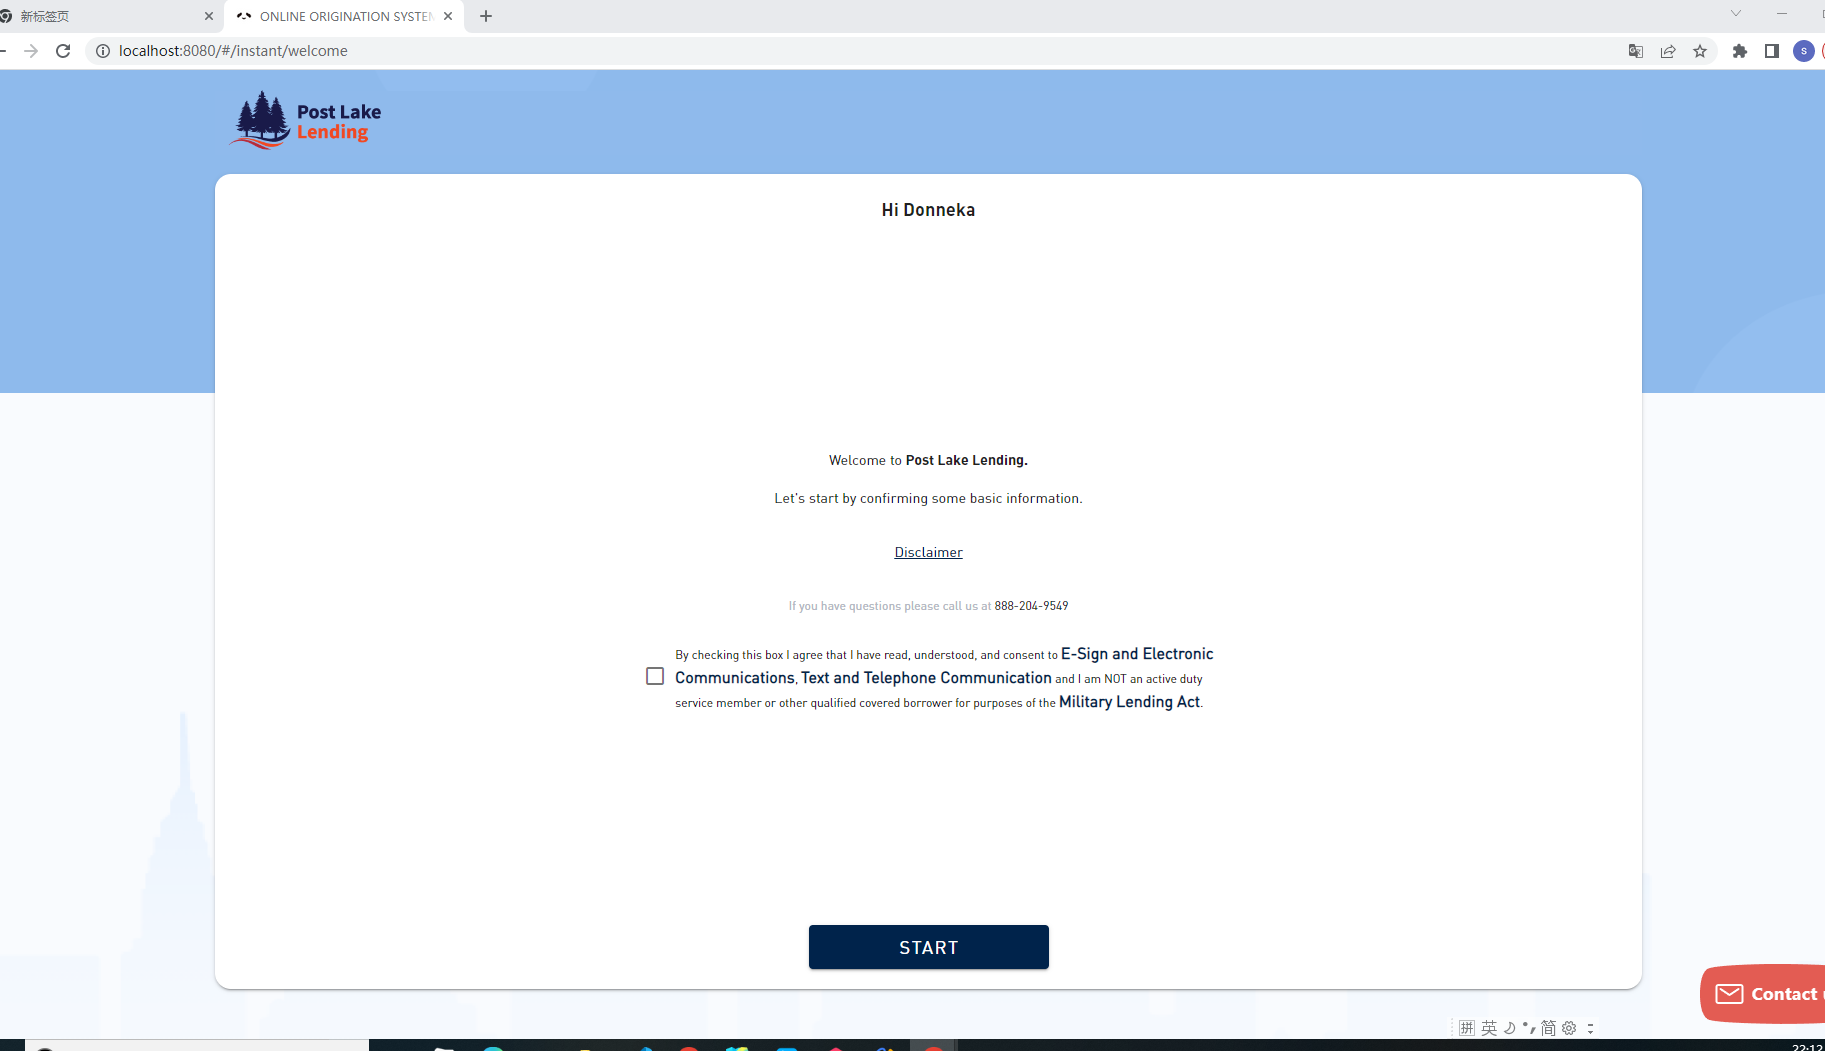 新标签页
ONLINE ORIGINATION SYSTEM
localhost:8080/#/instant/welcome
S
Post Lake
Lending
Hi Donneka
Welcome to Post Lake Lending.
Let's start by confirming some basic information.
Disclaimer
If you have questions please call us at 888-204-9549
By checking this box I agree that I have read, understood, and consent to E-Sign and Electronic
Communications, Text and Telephone Communication and I am NOT an active duty
service member or other qualified covered borrower for purposes of the Military Lending Act.
START
Contact
拼 英 简
22:12